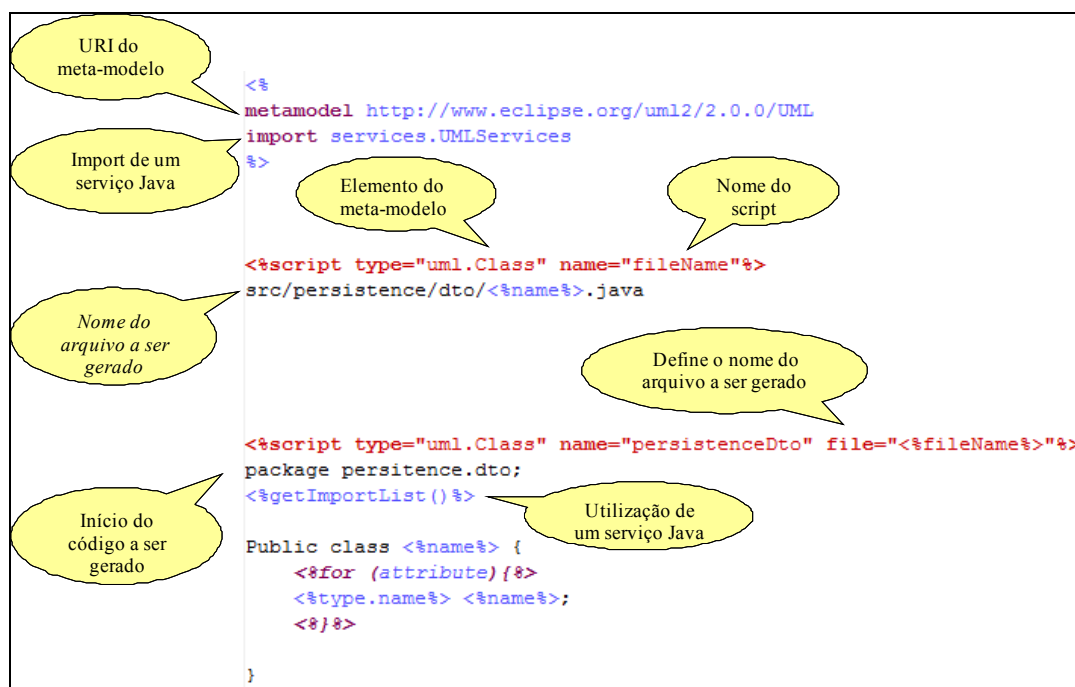 URI do
meta-modelo
<%
metamodel http://www.eclipse.org/uml2/2.0.0/UML
import services.UMLServices
%>
Import de um
serviço Java
Elemento do
meta-modelo
Nome do
script
<%script type="uml.Class" name="fileName"%>
src/persistence/dto/<%name%>.java
Nome do
arquivo a ser
gerado
Define o nome do
arquivo a ser gerado
<%script type="uml.Class" name="persistenceDto" file="<%fileName%>"%>
package persitence.dto;
<%getImportList()%>
Utilização de
um serviço Java
Início do
código a ser
gerado
Public class <%name%> {
<%for (attribute){%>
<%type.name%> <%name%>;
<%}%>
}